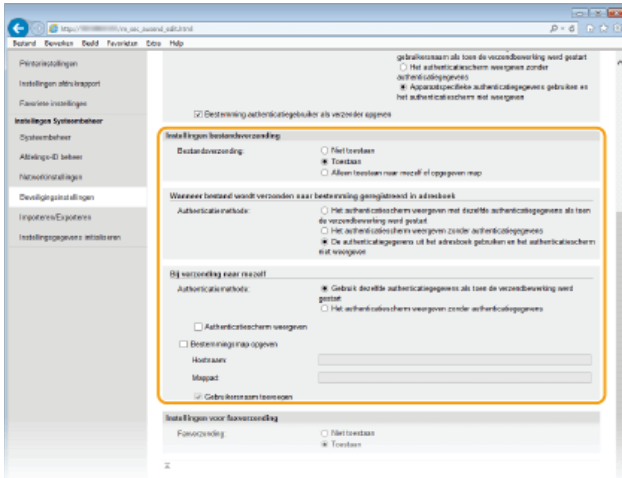 http://
/rm_sec_ausend_edit.html
Bestand Bewerken Beeld Favorieten Extra Help
Printerinstellingen
Instellingen afdrukrapport
Favoriete instellingen
Instellingen Systeembeheer
Systeembeheer
Afdelings-ID beheer
Netwerkinstellingen
Beveiligingsinstellingen
Importeren/Exporteren
Instellingsgegevens initialiseren
gebruikersnaam als toen de verzendbewerking werd gestart
Het authenticatiescherm weergeven zonder
authenticatiegegevens
Apparaatspecifieke authenticatiegegevens gebruiken en
het authenticatiescherm niet weergeven
Bestemming authenticatiegebruiker als verzender opgeven
Instellingen bestandsverzending
Bestandsverzending: Niet toestaan
Toestaan
Alleen toestaan naar mezelf of opgegeven map
Wanneer bestand wordt verzonden naar bestemming geregistreerd in adresboek
Authenticatiemethode: Het authenticatiescherm weergeven met dezelfde authenticatiegegevens als toen
de verzendbewerking werd gestart
Het authenticatiescherm weergeven zonder authenticatiegegevens
De authenticatiegegevens uit het adresboek gebruiken en het authenticatiescherm
niet weergeven
Bij verzending naar mezelf
Authenticatiemethode: Gebruik dezelfde authenticatiegegevens als toen de verzendbewerking werd
gestart
Het authenticatiescherm weergeven zonder authenticatiegegevens
Authenticatiescherm weergeven
Bestemmingsmap opgeven
Hostnaam:
Mappad:
Gebruikersnaam toevoegen
Instellingen voor faxverzending
Faxverzending: Niet toestaan
Toestaan